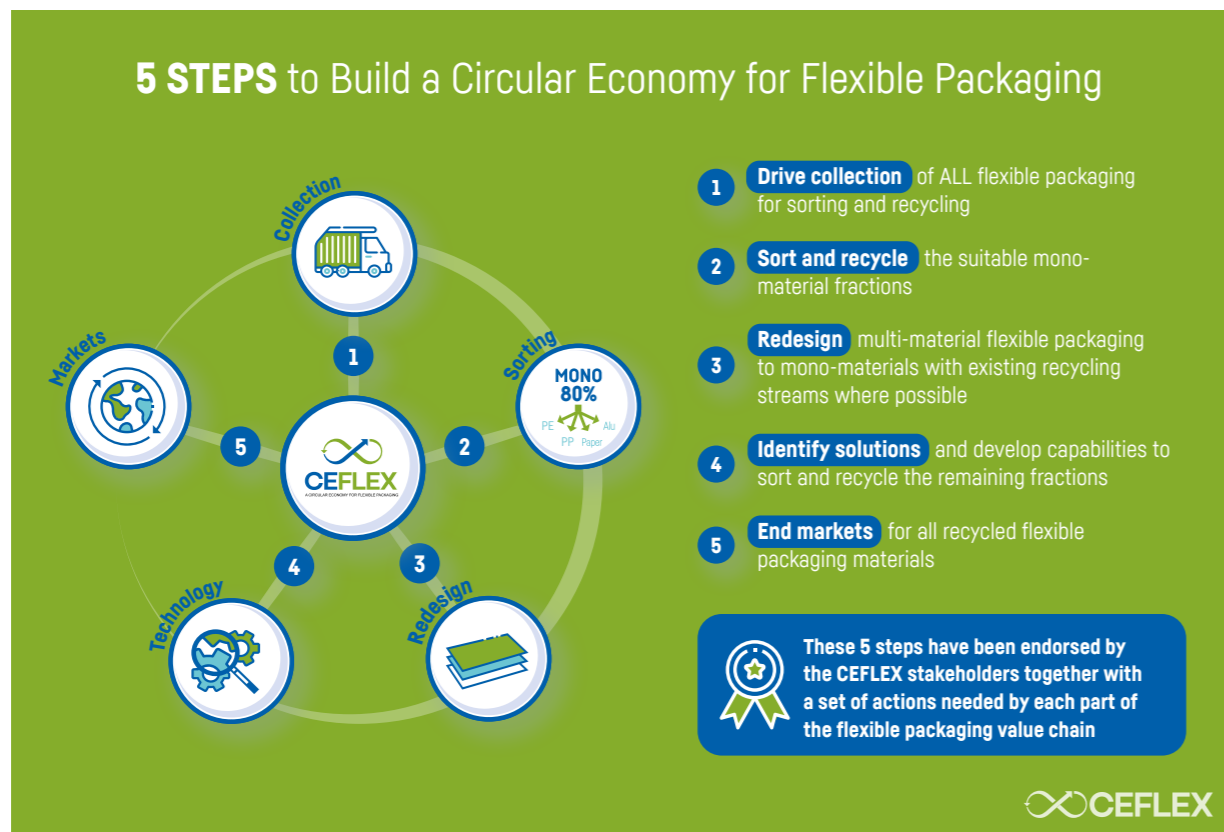 5 STEPS to Build a Circular Economy for Flexible Packaging
Collection
Markets
Sorting
MONO
80%
PE
PP
Paper
Alu
1
2
3
4
5
CEFLEX
A CIRCULAR ECONOMY FOR FLEXIBLE PACKAGING
Technology
Redesign
1
Drive collection of ALL flexible packaging
for sorting and recycling
2
Sort and recycle the suitable mono-
material fractions
3
Redesign multi-material flexible packaging
to mono-materials with existing recycling
streams where possible
4
Identify solutions and develop capabilities to
sort and recycle the remaining fractions
5
End markets for all recycled flexible
packaging materials
These 5 steps have been endorsed by
the CEFLEX stakeholders together with
a set of actions needed by each part of
the flexible packaging value chain
CEFLEX